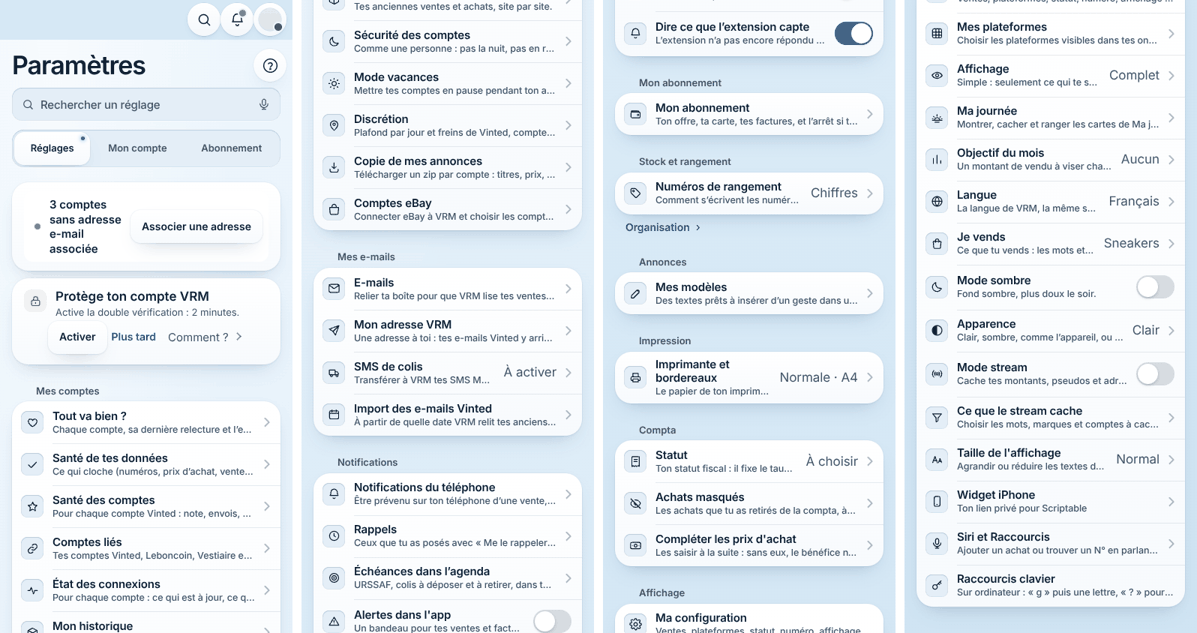 Paramètres
Rechercher un réglage
Réglages
Mon compte
Abonnement
3 comptes
sans adresse
e-mail
associée
Associer une adresse
Protège ton compte VRM
Active la double vérification : 2 minutes.
Activer
Plus tard
Comment ?
Mes comptes
Tout va bien ?
Chaque compte, sa dernière relecture et l'e...
Santé de tes données
Ce qui cloche (numéros, prix d'achat, vente...
Santé des comptes
Pour chaque compte Vinted : note, envois, ...
Comptes liés
Tes comptes Vinted, Leboncoin, Vestiaire e...
État des connexions
Pour chaque compte : ce qui est à jour, ce q...
Mon historique
Tes anciennes ventes et achats, site par site.
Sécurité des comptes
Comme une personne : pas la nuit, pas en r...
Mode vacances
Mettre tes comptes en pause pendant ton a...
Discrétion
Plafond par jour et freins de Vinted, compte...
Copie de mes annonces
Télécharger un zip par compte : titres, prix, ...
Comptes eBay
Connecter eBay à VRM et choisir les compt...
Mes e-mails
E-mails
Relier ta boîte pour que VRM lise tes ventes...
Mon adresse VRM
Une adresse à toi : tes e-mails Vinted y arri...
SMS de colis
Transférer à VRM tes SMS M...
À activer
Import des e-mails Vinted
À partir de quelle date VRM relit tes anciens...
Notifications
Notifications du téléphone
Être prévenu sur ton téléphone d'une vente,...
Rappels
Ceux que tu as posés avec « Me le rappeler...
Échéances dans l'agenda
URSSAF, colis à déposer et à retirer, dans t...
Alertes dans l'app
Un bandeau pour tes ventes et fact...
Dire ce que l'extension capte
L'extension n'a pas encore répondu ...
Mon abonnement
Mon abonnement
Ton offre, ta carte, tes factures, et l'arrêt si t...
Stock et rangement
Numéros de rangement
Comment s'écrivent les numér...
Chiffres
Organisation
Annonces
Mes modèles
Des textes prêts à insérer d'un geste dans u...
Impression
Imprimante et
bordereaux
Le papier de ton imprim...
Normale · A4
Compta
Statut
Ton statut fiscal : il fixe le tau...
À choisir
Achats masqués
Les achats que tu as retirés de la compta, à...
Compléter les prix d'achat
Les saisir à la suite : sans eux, le bénéfice n...
Affichage
Ma configuration
Ventes, plateformes, statut, numéro, affichage
Mes plateformes
Choisir les plateformes visibles dans tes on...
Affichage
Simple : seulement ce qui te s...
Complet
Ma journée
Montrer, cacher et ranger les cartes de Ma j...
Objectif du mois
Un montant de vendu à viser cha...
Aucun
Langue
La langue de VRM, la même s...
Français
Je vends
Ce que tu vends : les mots et...
Sneakers
Mode sombre
Fond sombre, plus doux le soir.
Apparence
Clair, sombre, comme l'appareil, ou ...
Clair
Mode stream
Cache tes montants, pseudos et adr...
Ce que le stream cache
Choisir les mots, marques et comptes à cac...
Taille de l'affichage
Agrandir ou réduire les textes d...
Normal
Widget iPhone
Ton lien privé pour Scriptable
Siri et Raccourcis
Ajouter un achat ou trouver un N° en parlan...
Raccourcis clavier
Sur ordinateur : « g » puis une lettre, « ? » pour...